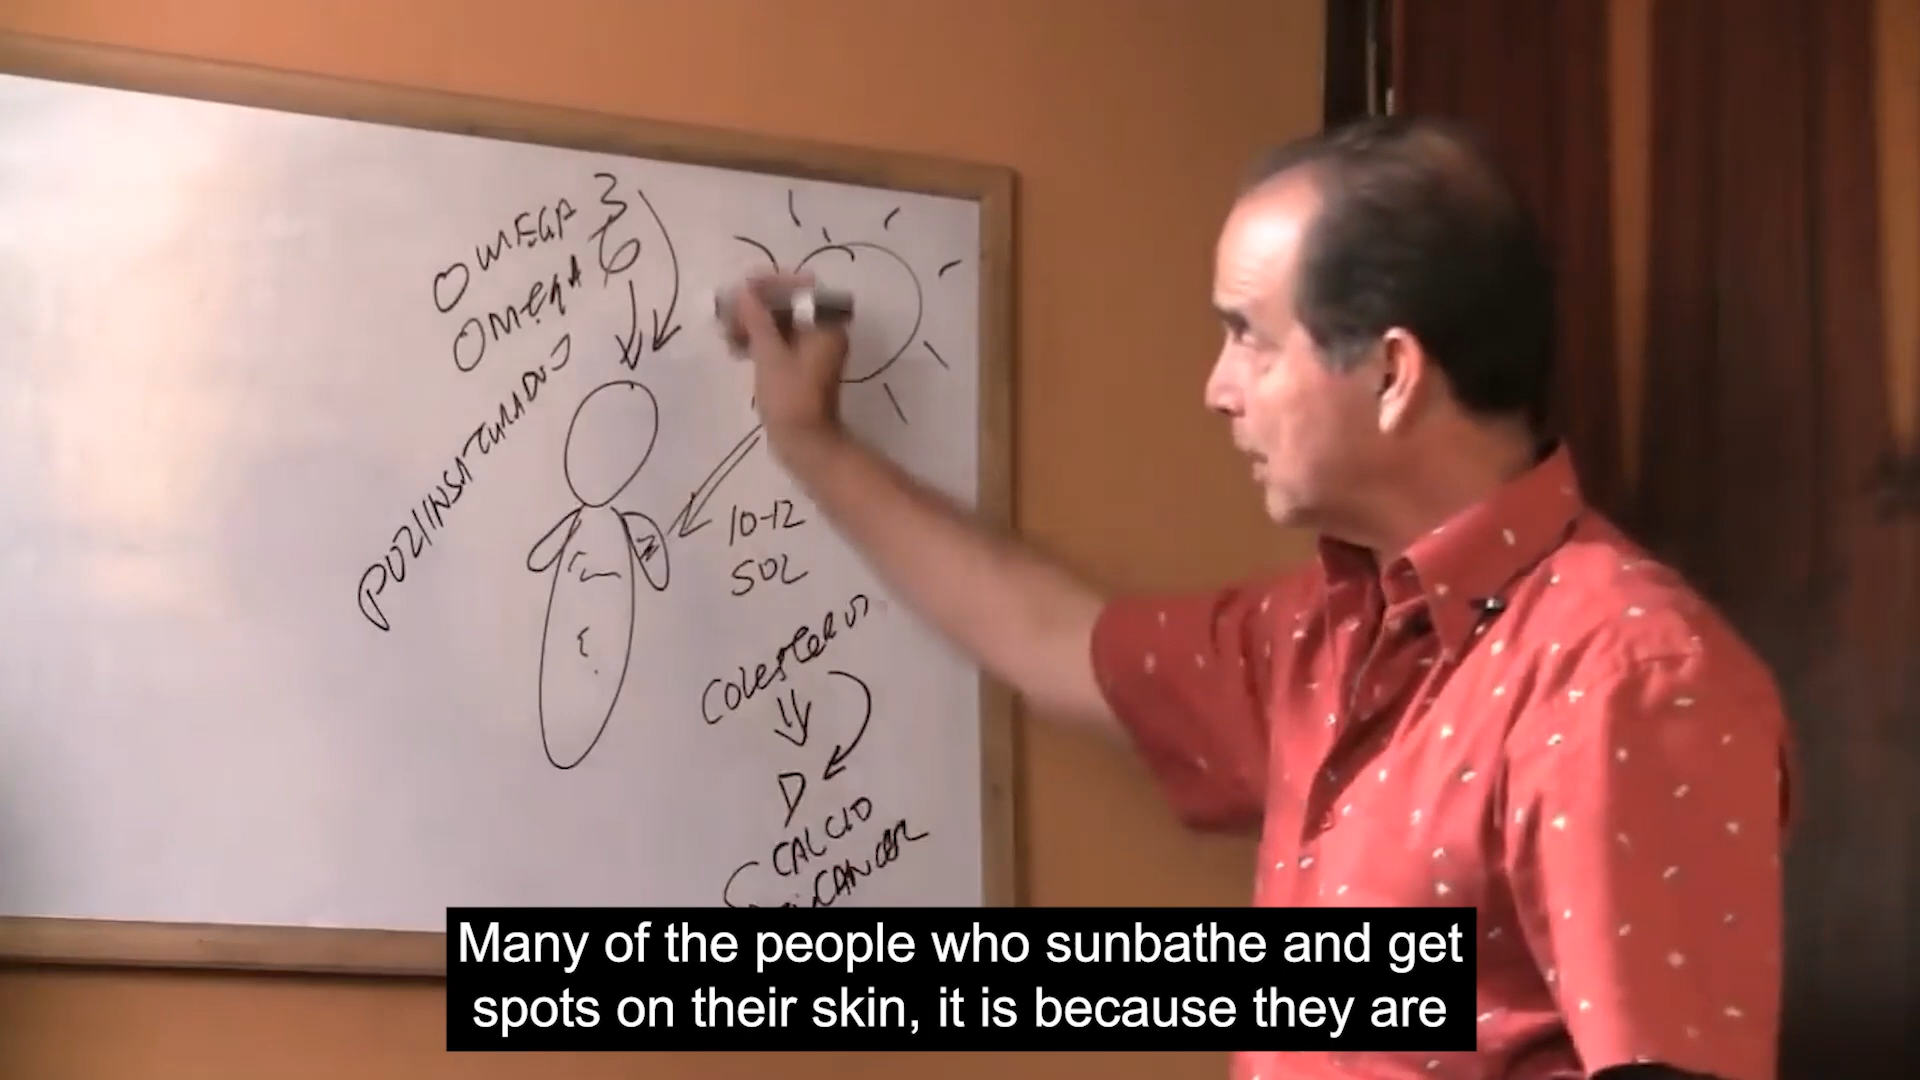 OMEGA 3
OMEGA 6
POLIINSATURADOS
10-12
SOL
COLESTEROL
D
CALCIO
CANCER
Many of the people who sunbathe and get
spots on their skin, it is because they are